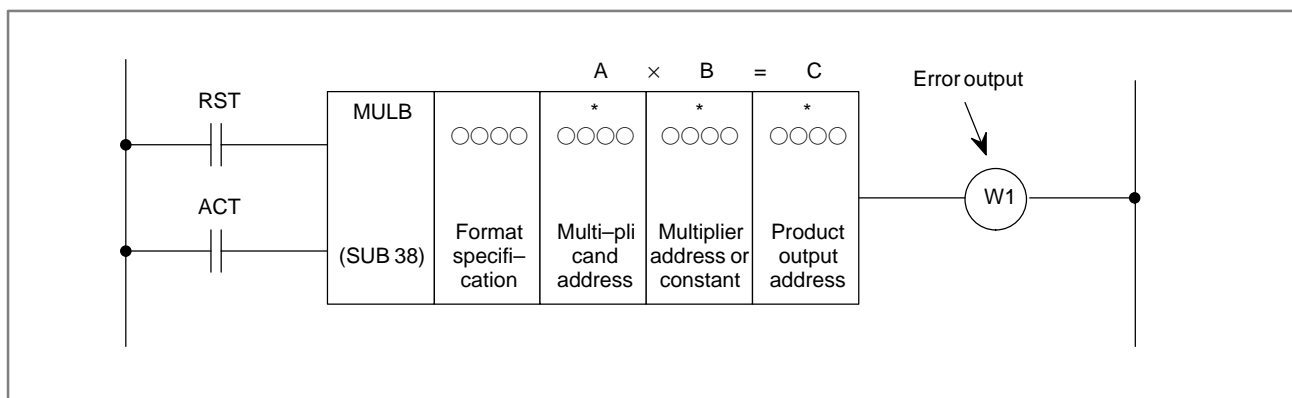 A × B = C
Error output
RST
MULB
* * *
○○○○ ○○○○ ○○○○ ○○○○
W1
ACT
(SUB 38)
Format
specifi–
cation
Multi–pli
cand
address
Multiplier
address or
constant
Product
output
address